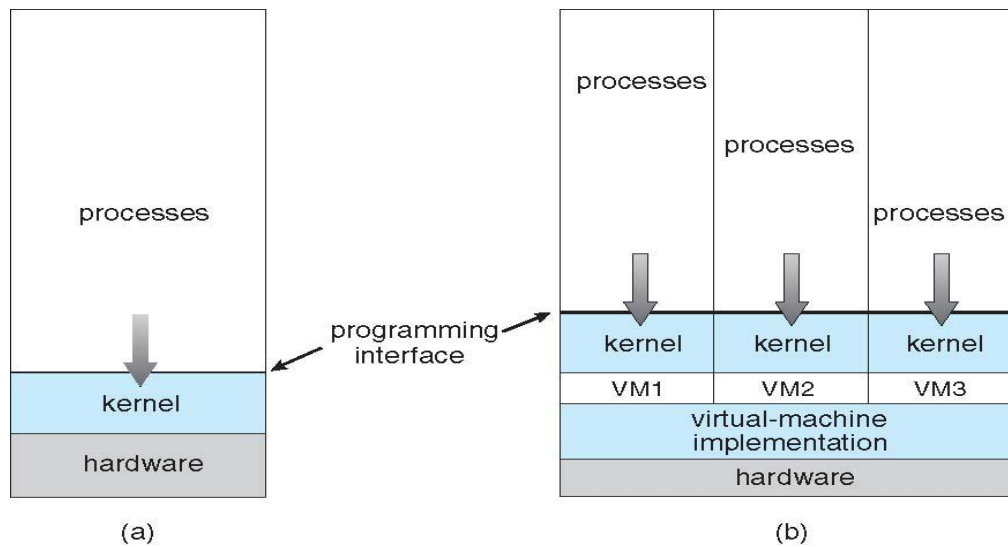 processes
kernel
hardware
(a)
programming
interface
processes
processes
processes
kernel
kernel
kernel
VM1
VM2
VM3
virtual-machine
implementation
hardware
(b)